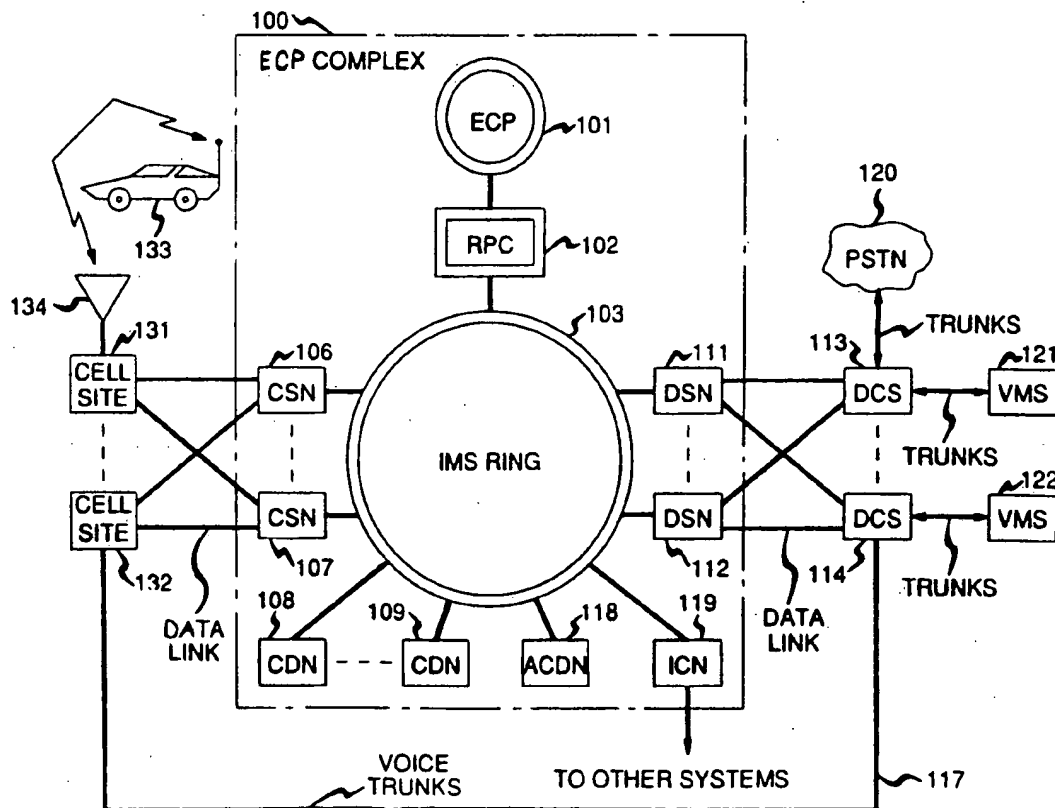 100
ECP COMPLEX
ECP
101
RPC
102
120
PSTN
133
134
131
106
103
111
113
TRUNKS
121
CELL
SITE
CSN
DSN
DCS
VMS
IMS RING
TRUNKS
122
CELL
SITE
CSN
DSN
DCS
VMS
132
107
112
114
TRUNKS
DATA
LINK
108
109
118
119
DATA
LINK
CDN
CDN
ACDN
ICN
VOICE
TRUNKS
TO OTHER SYSTEMS
117